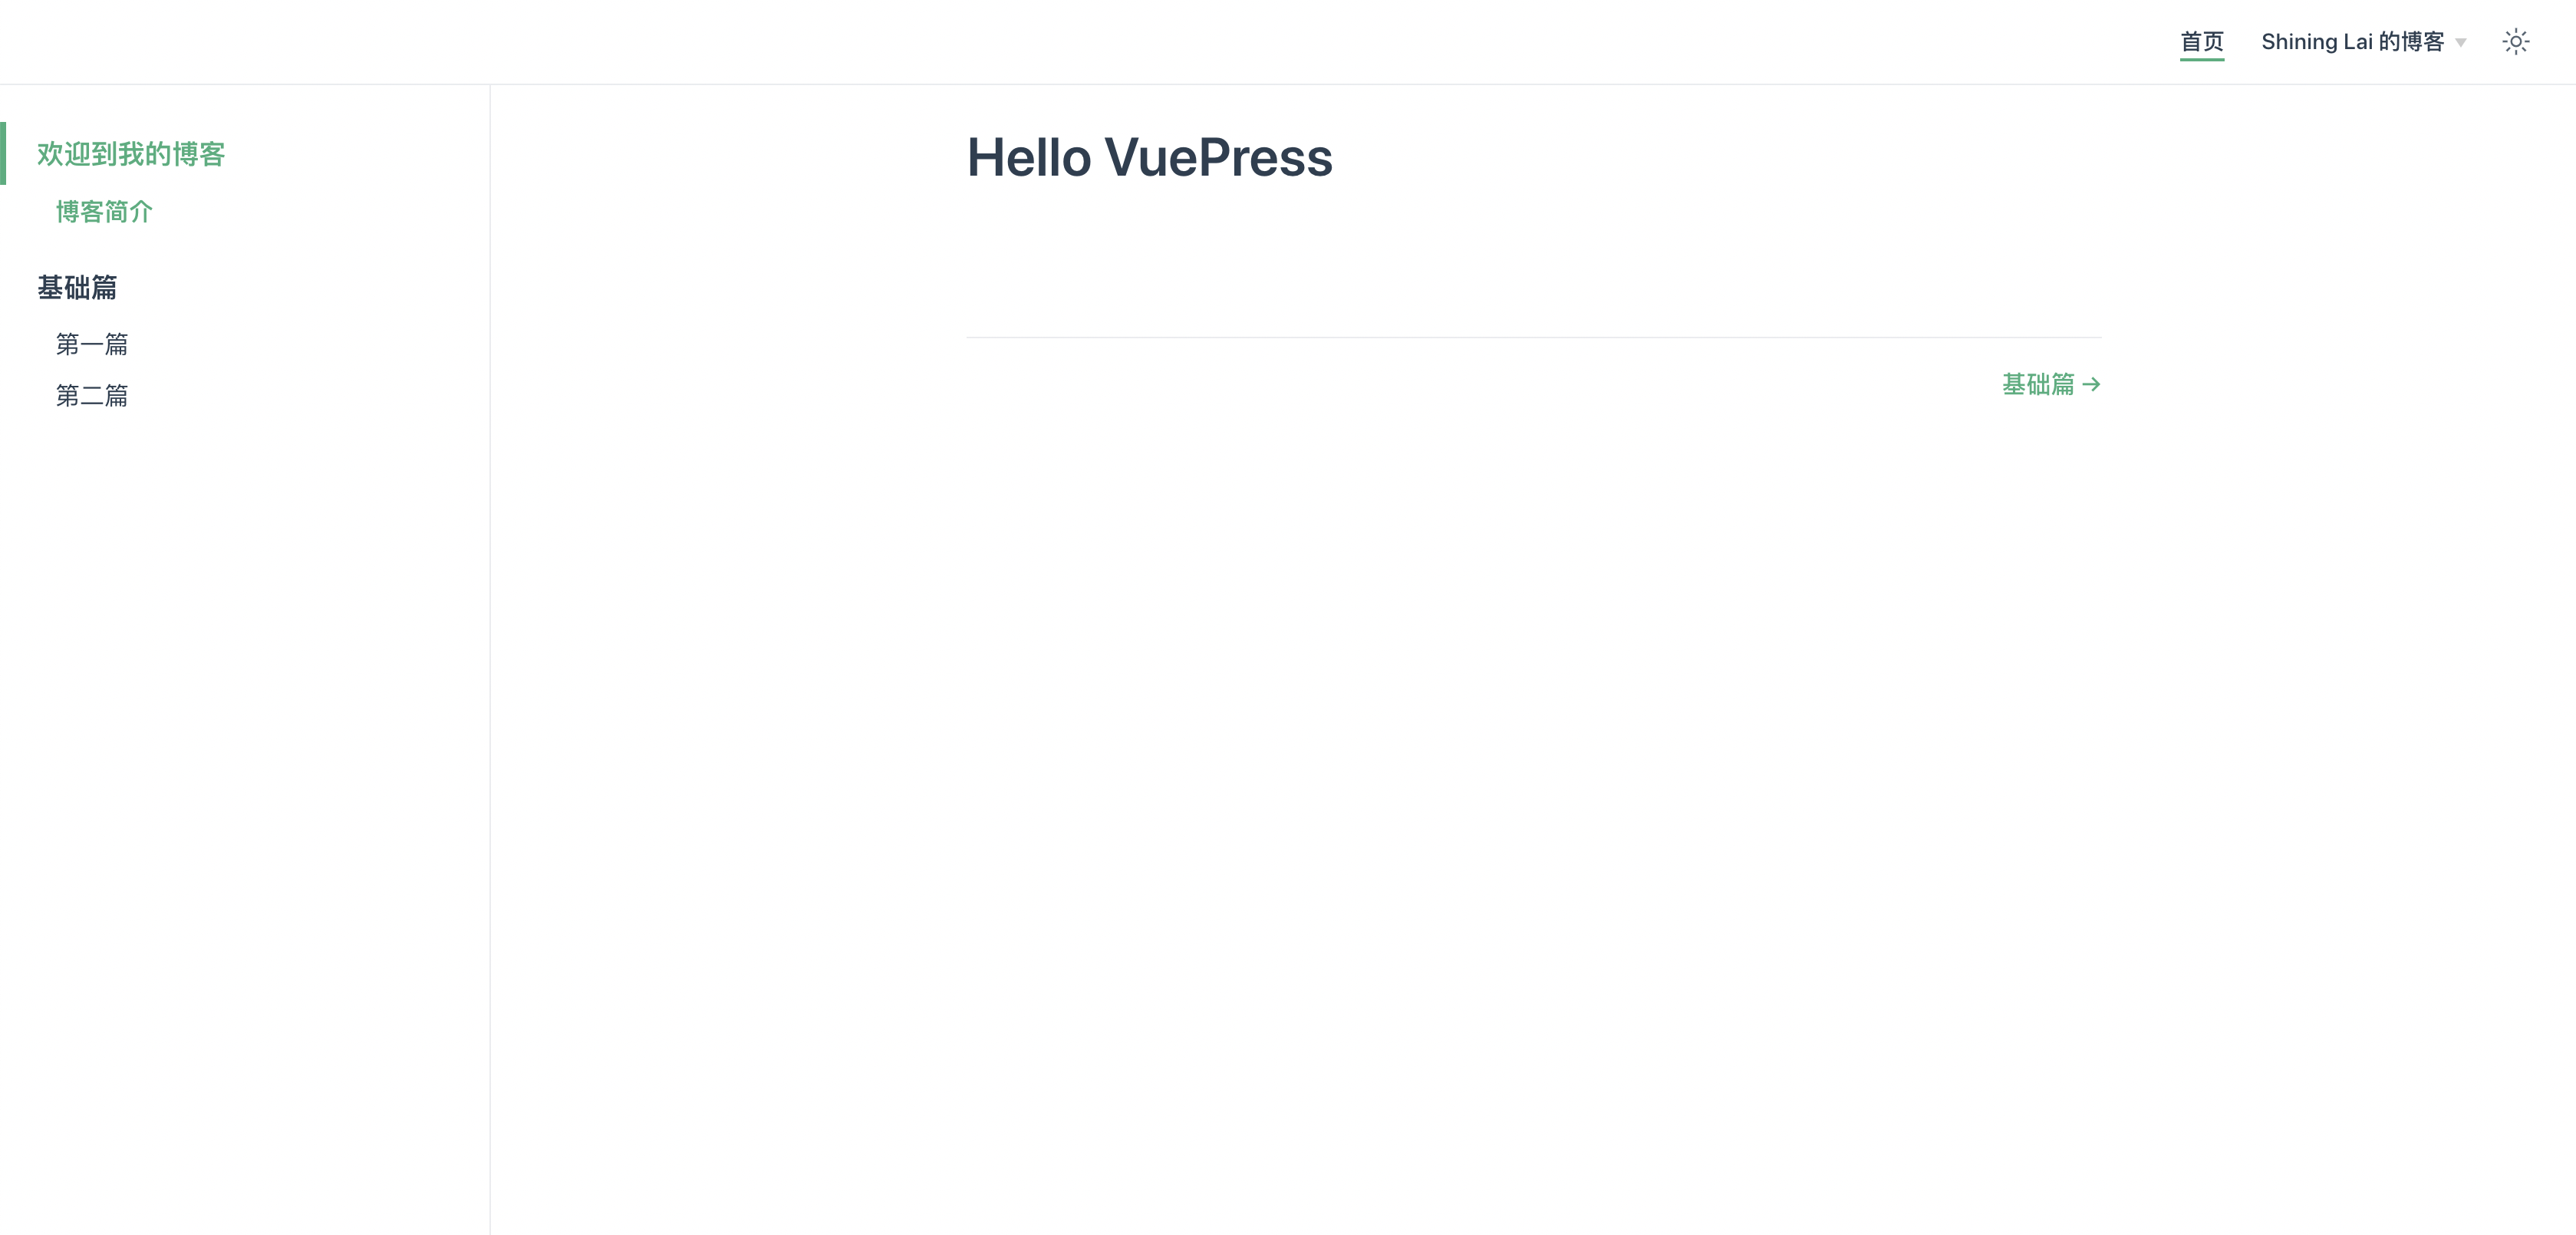 首页
Shining Lai 的博客
欢迎到我的博客
博客简介
基础篇
第一篇
第二篇
Hello VuePress
基础篇 →